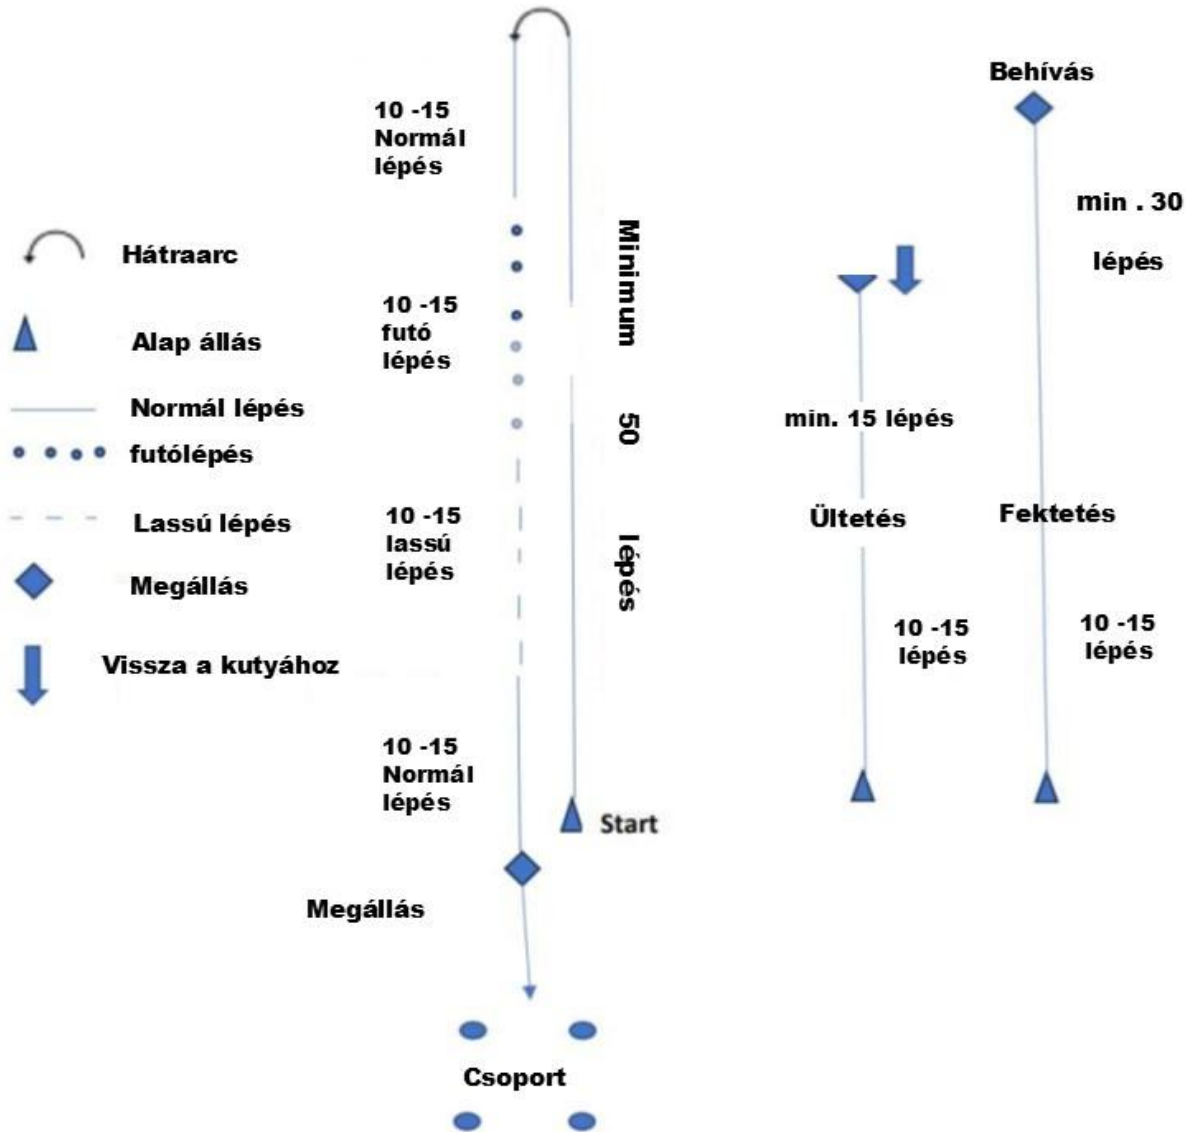 Hátraarc
Alap állás
Normál lépés
futólépés
Lassú lépés
Megállás
Vissza a kutyához
10 -15
Normál
lépés
10 -15
futó
lépés
10 -15
lassú
lépés
10 -15
Normál
lépés
Megállás
Minimum 50 lépés
Start
Csoport
min. 15 lépés
Ültetés
10 -15
lépés
Behívás
min . 30
lépés
Fektetés
10 -15
lépés